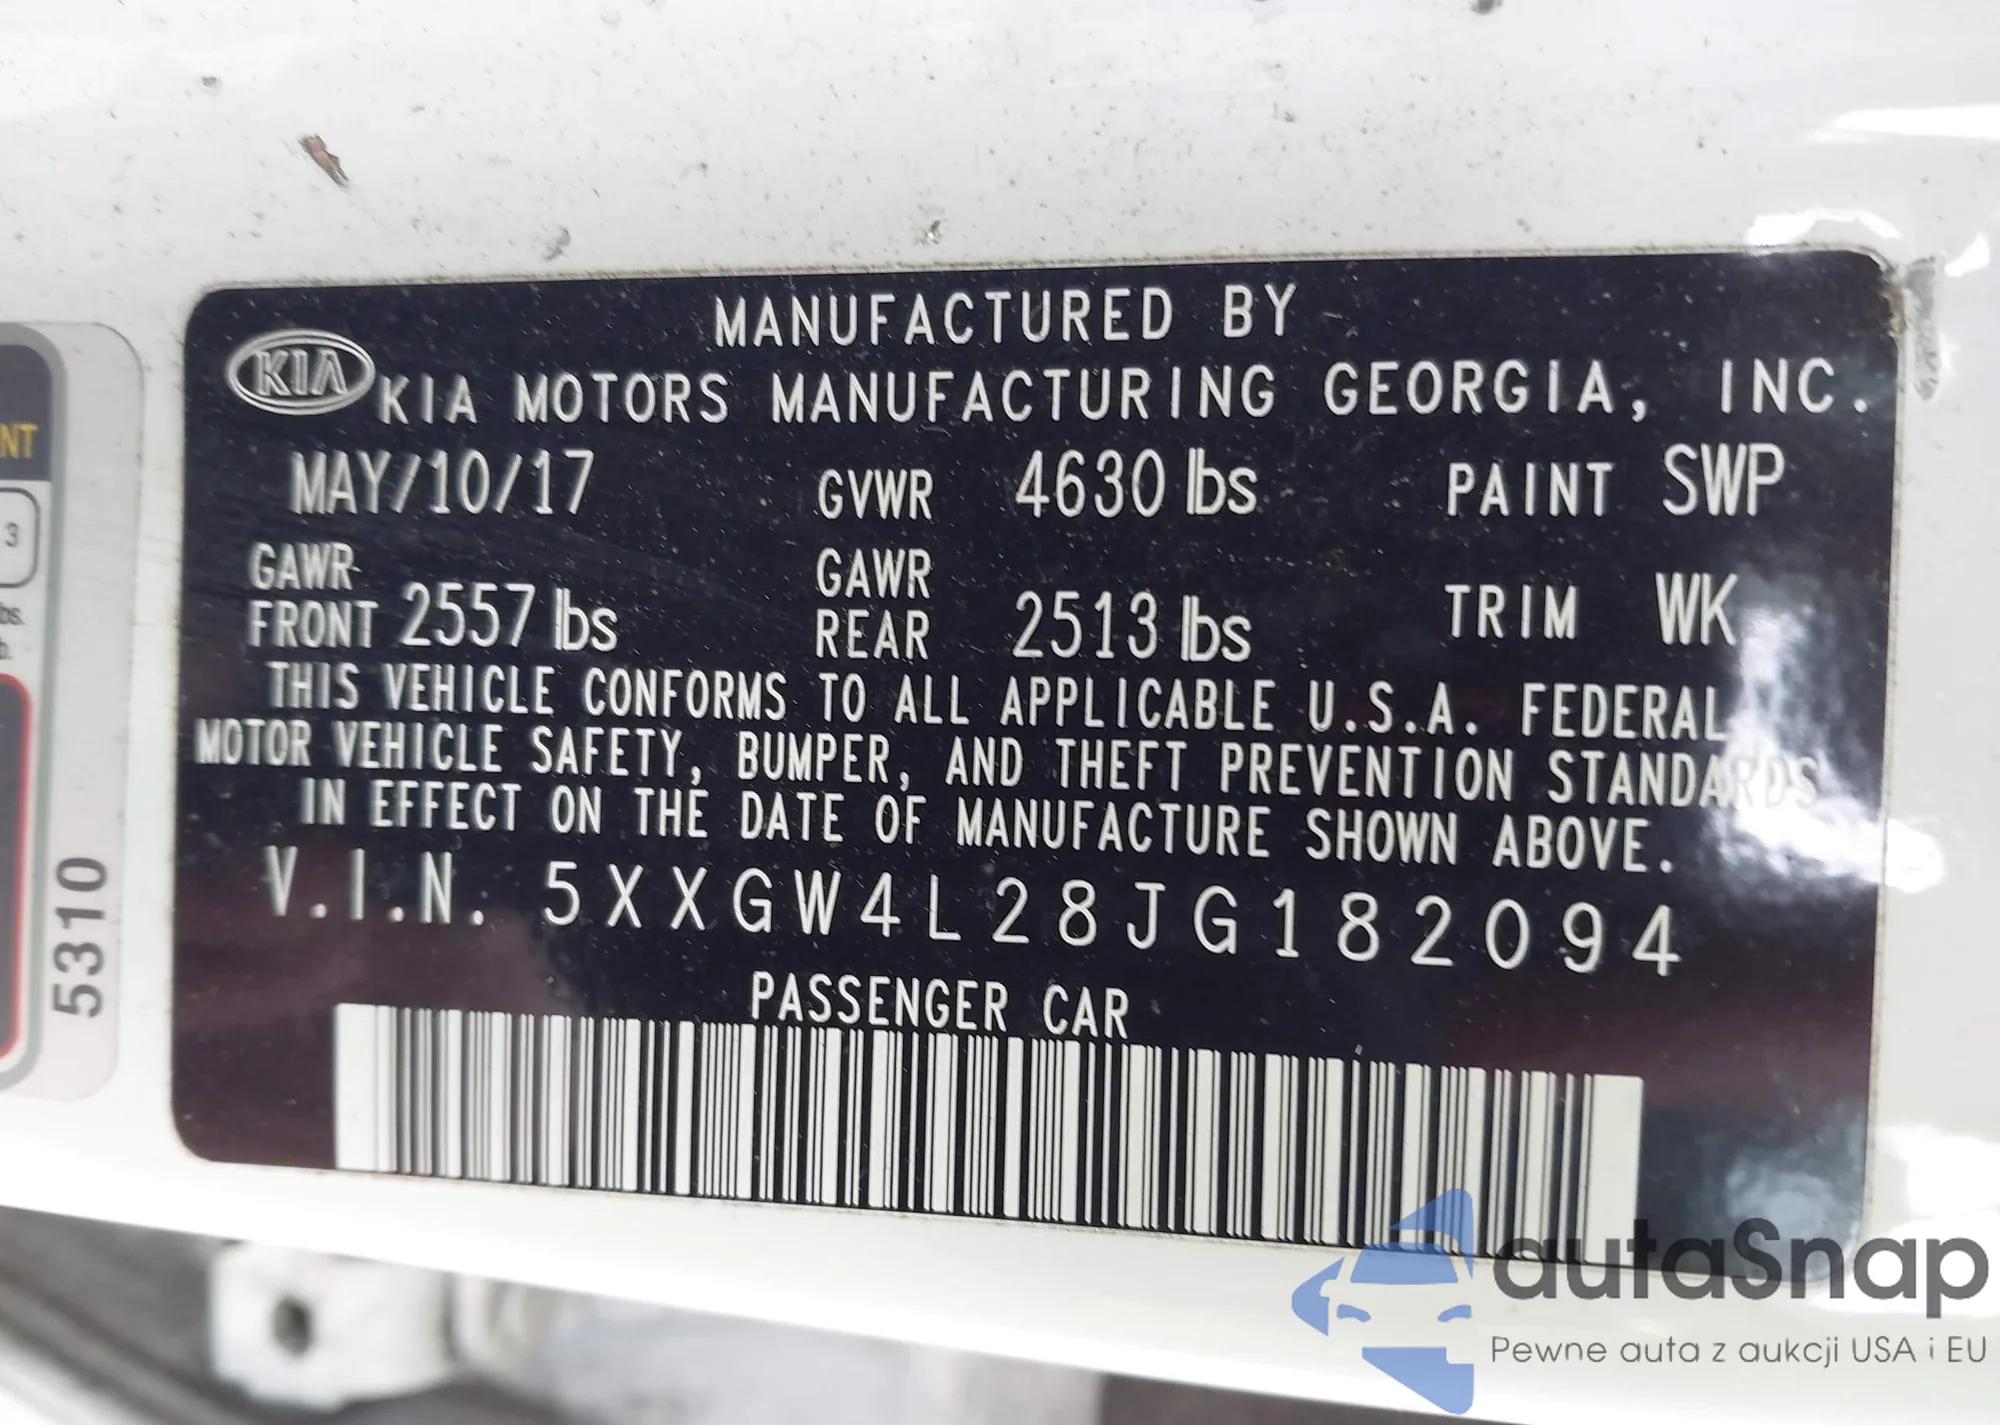 MANUFACTURED BY
KIA KIA MOTORS MANUFACTURING GEORGIA, INC.
MAY/10/17 GVWR 4630 lbs PAINT SWP
GAWR FRONT 2557 lbs GAWR REAR 2513 lbs TRIM WK
THIS VEHICLE CONFORMS TO ALL APPLICABLE U.S.A. FEDERAL
MOTOR VEHICLE SAFETY, BUMPER, AND THEFT PREVENTION STANDARDS
IN EFFECT ON THE DATE OF MANUFACTURE SHOWN ABOVE.
V.I.N. 5XXGW4L28JG182094
PASSENGER CAR
NT
3
bs.
b.
5310
autaSnap
Pewne auta z aukcji USA i EU